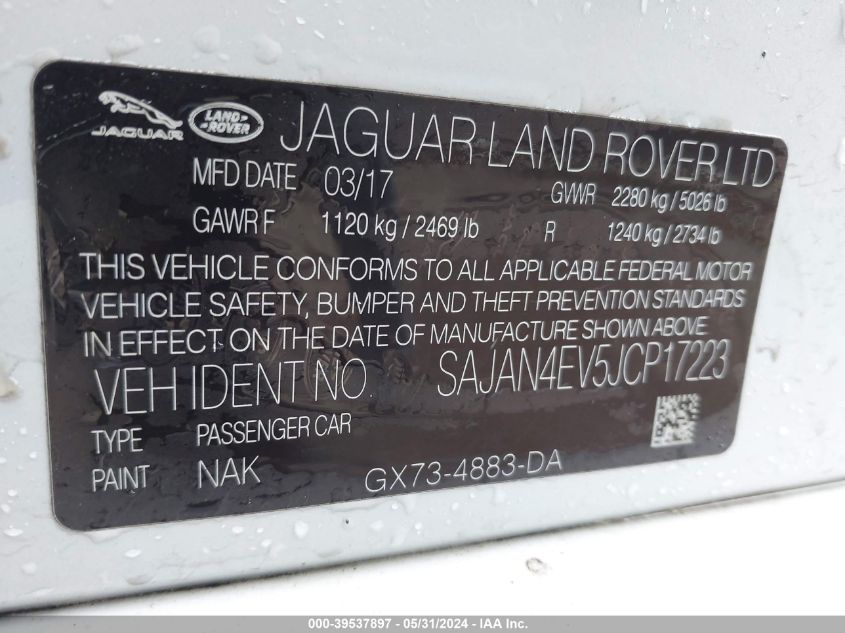 JAGUAR LAND ROVER JAGUAR LAND ROVER LTD
MFD DATE 03/17 GVWR 2280 kg / 5026 lb
GAWR F 1120 kg / 2469 lb R 1240 kg / 2734 lb
THIS VEHICLE CONFORMS TO ALL APPLICABLE FEDERAL MOTOR
VEHICLE SAFETY, BUMPER AND THEFT PREVENTION STANDARDS
IN EFFECT ON THE DATE OF MANUFACTURE SHOWN ABOVE
VEH IDENT NO SAJAN4EV5JCP17223
TYPE PASSENGER CAR
PAINT NAK GX73-4883-DA
000-39537897 - 05/31/2024 - IAA Inc.